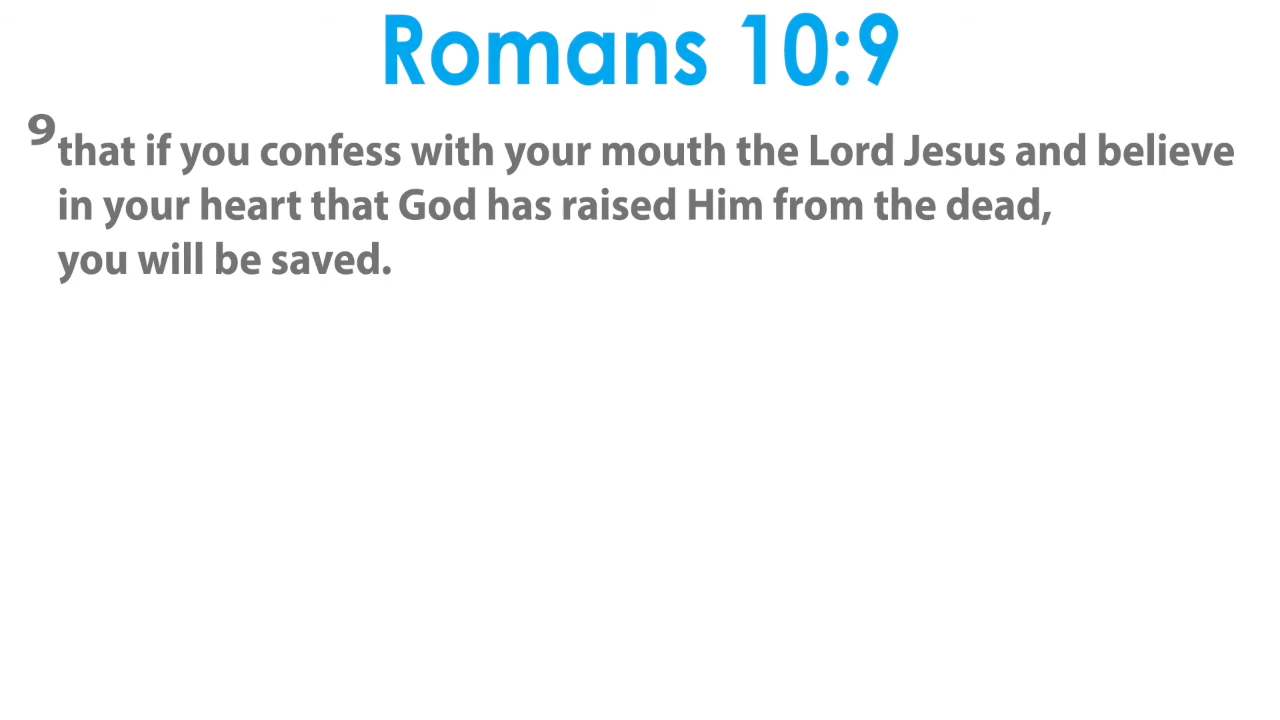 Romans 10:9
9that if you confess with your mouth the Lord Jesus and believe
in your heart that God has raised Him from the dead,
you will be saved.